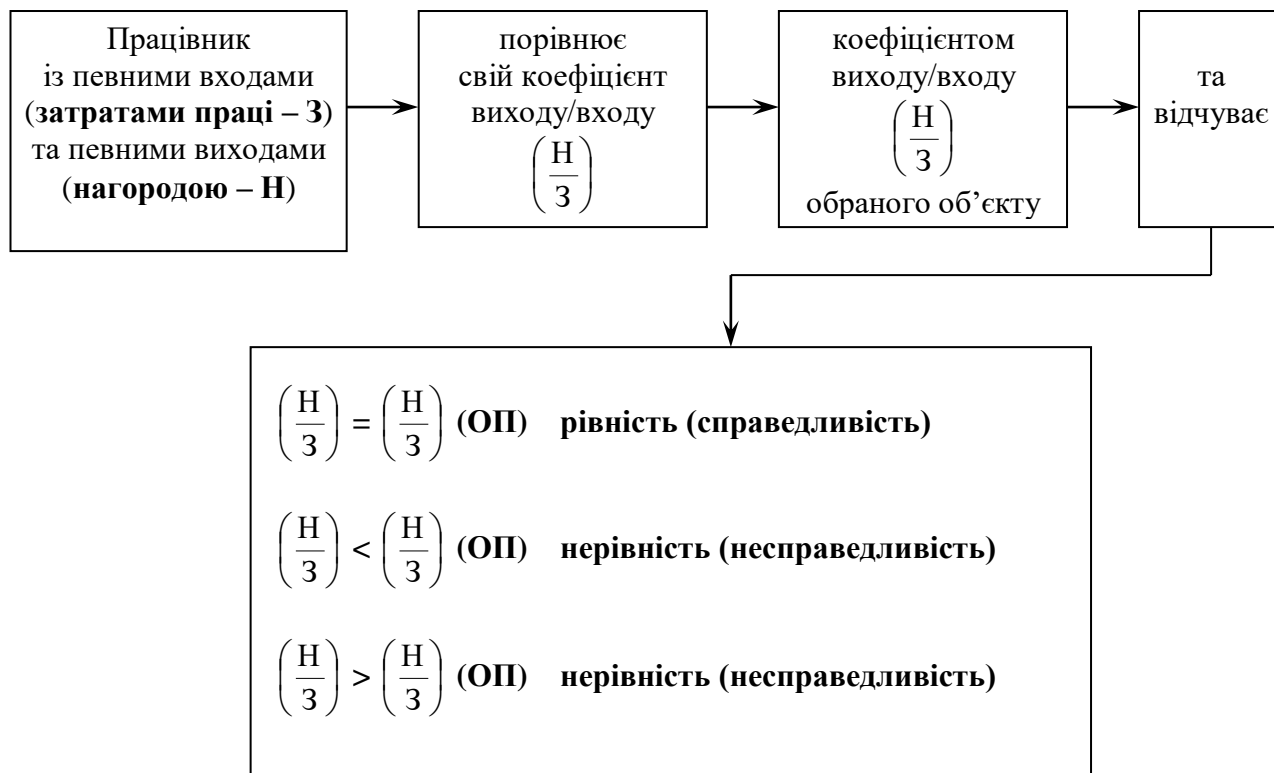 Працівник
із певними входами
(затратами праці – З)
та певними виходами
(нагородою – Н)
порівнює
свій коефіцієнт
виходу/входу
(Н/З)
коефіцієнтом
виходу/входу
(Н/З)
обраного об’єкту
та
відчуває
(Н/З) = (Н/З) (ОП) рівність (справедливість)
(Н/З) < (Н/З) (ОП) нерівність (несправедливість)
(Н/З) > (Н/З) (ОП) нерівність (несправедливість)